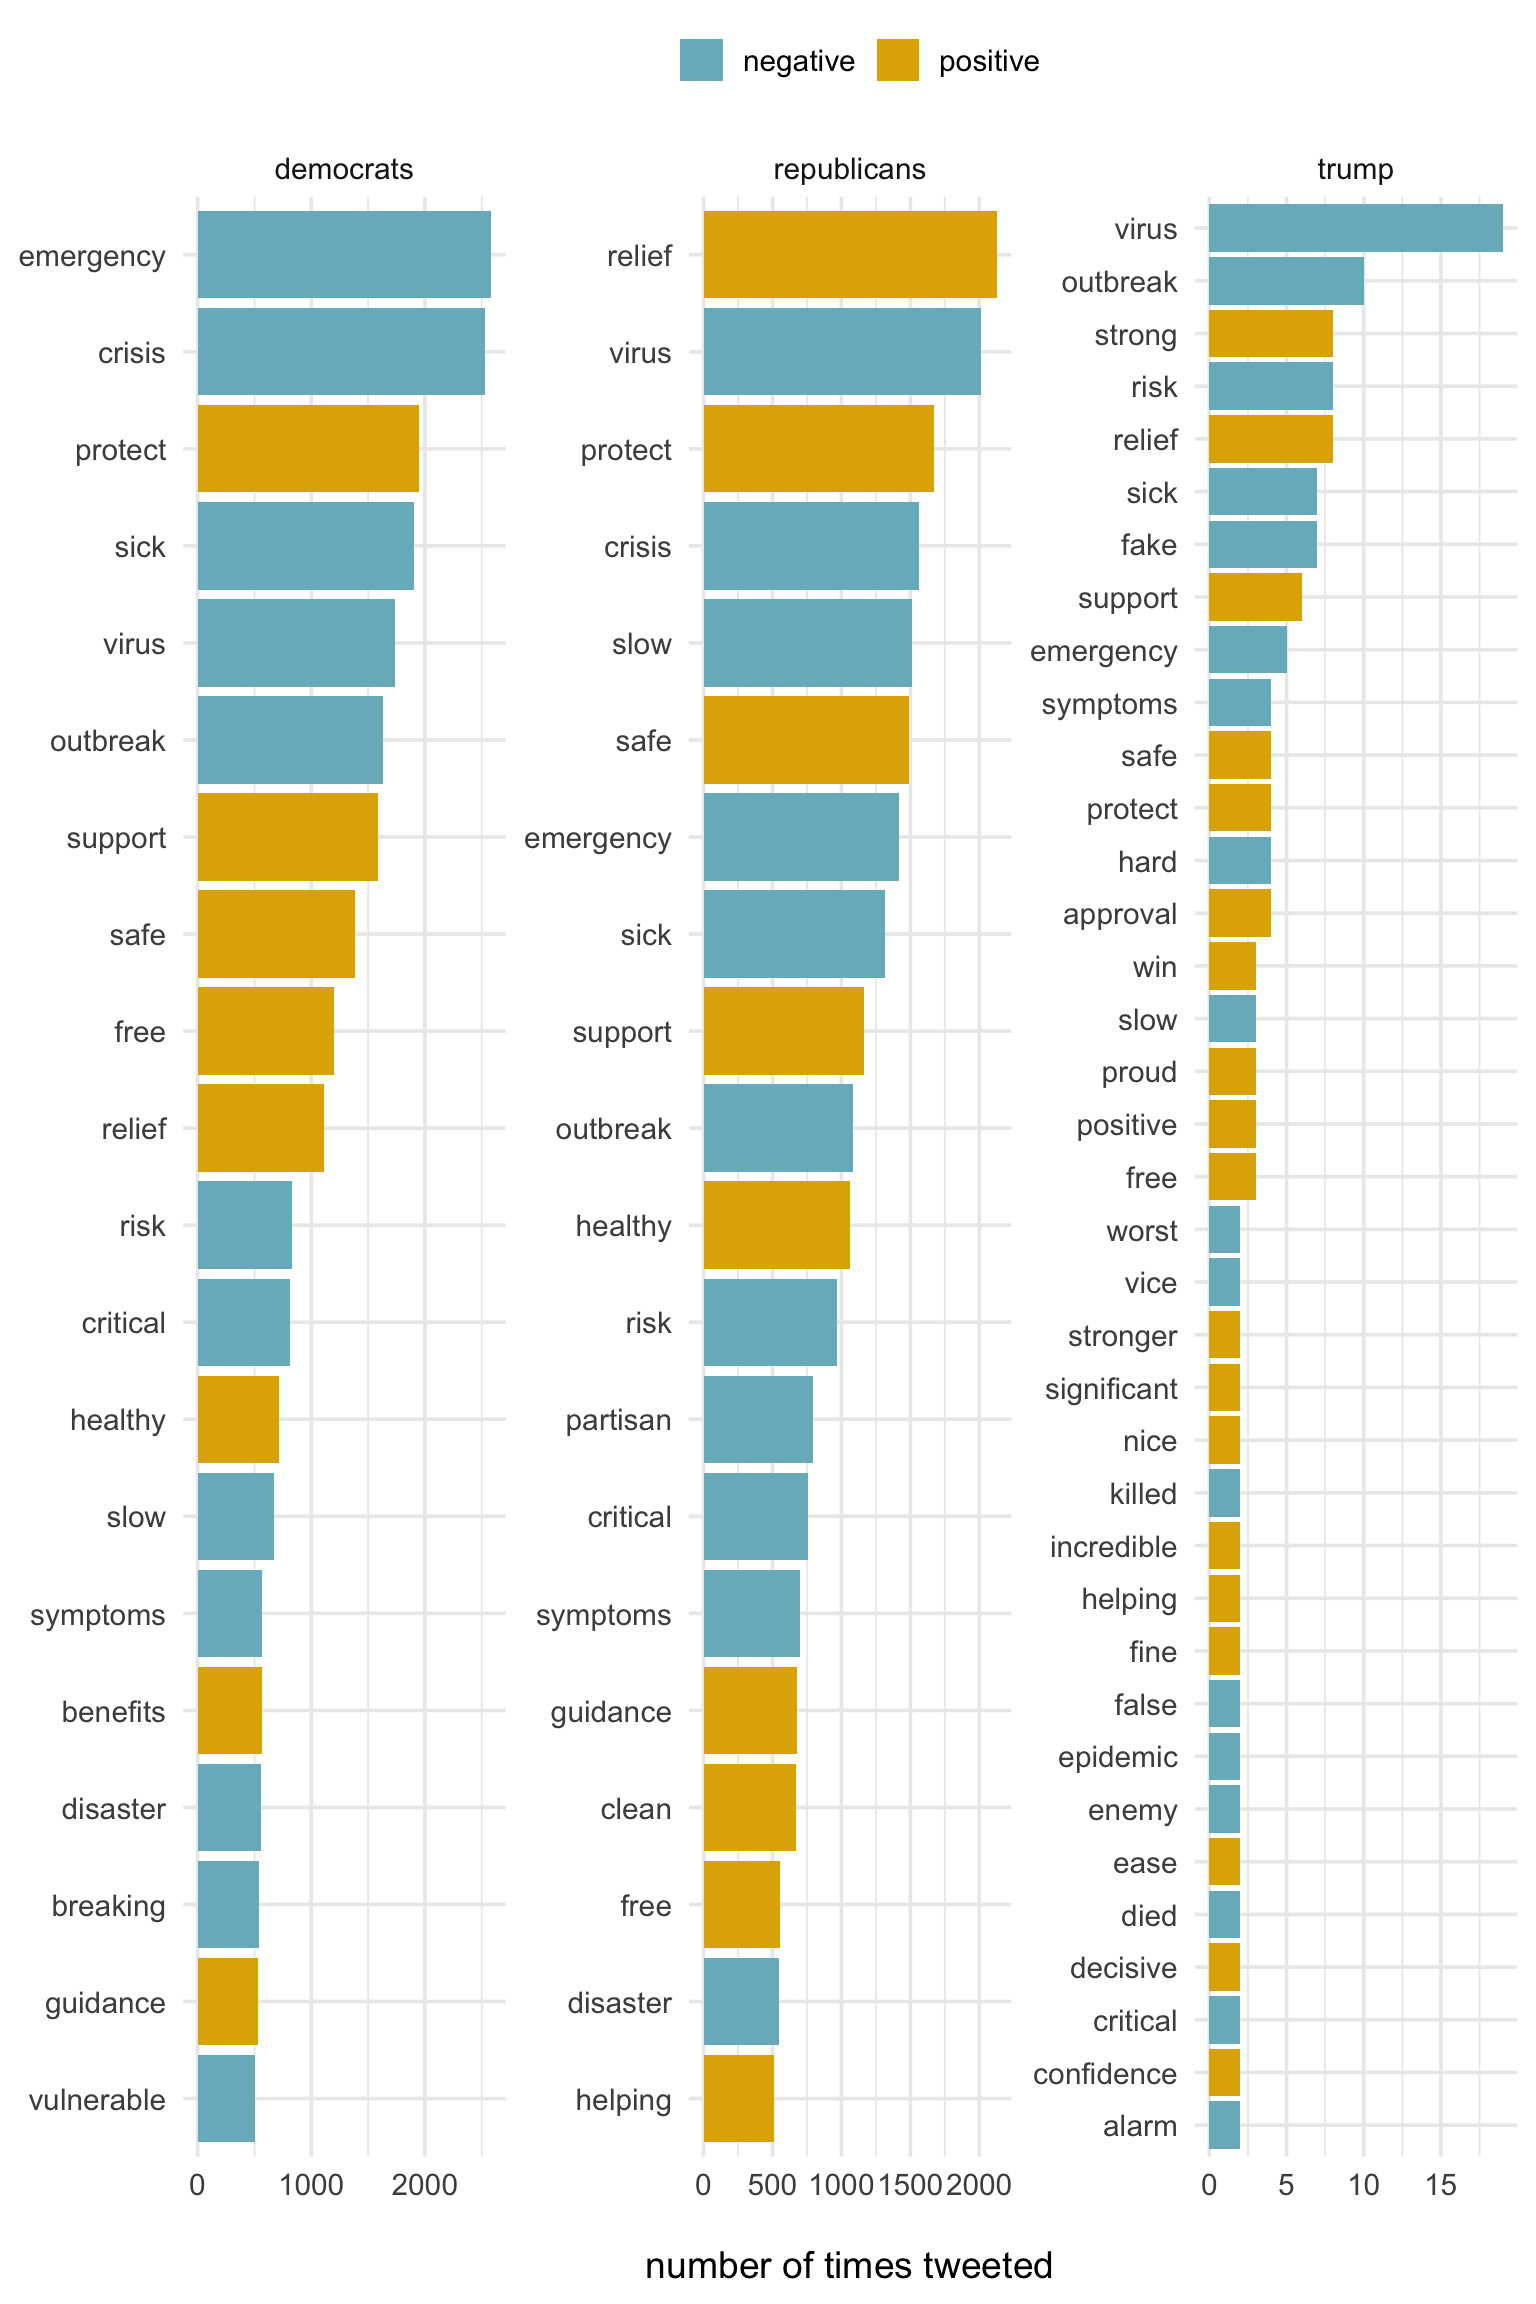 negative positive
democrats
emergency
crisis
protect
sick
virus
outbreak
support
safe
free
relief
risk
critical
healthy
slow
symptoms
benefits
disaster
breaking
guidance
vulnerable
0 1000 2000
republicans
relief
virus
protect
crisis
slow
safe
emergency
sick
support
outbreak
healthy
risk
partisan
critical
symptoms
guidance
clean
free
disaster
helping
0 500 1000 1500 2000
trump
virus
outbreak
strong
risk
relief
sick
fake
support
emergency
symptoms
safe
protect
hard
approval
win
slow
proud
positive
free
worst
vice
stronger
significant
nice
killed
incredible
helping
fine
false
epidemic
enemy
ease
died
decisive
critical
confidence
alarm
0 5 10 15
number of times tweeted